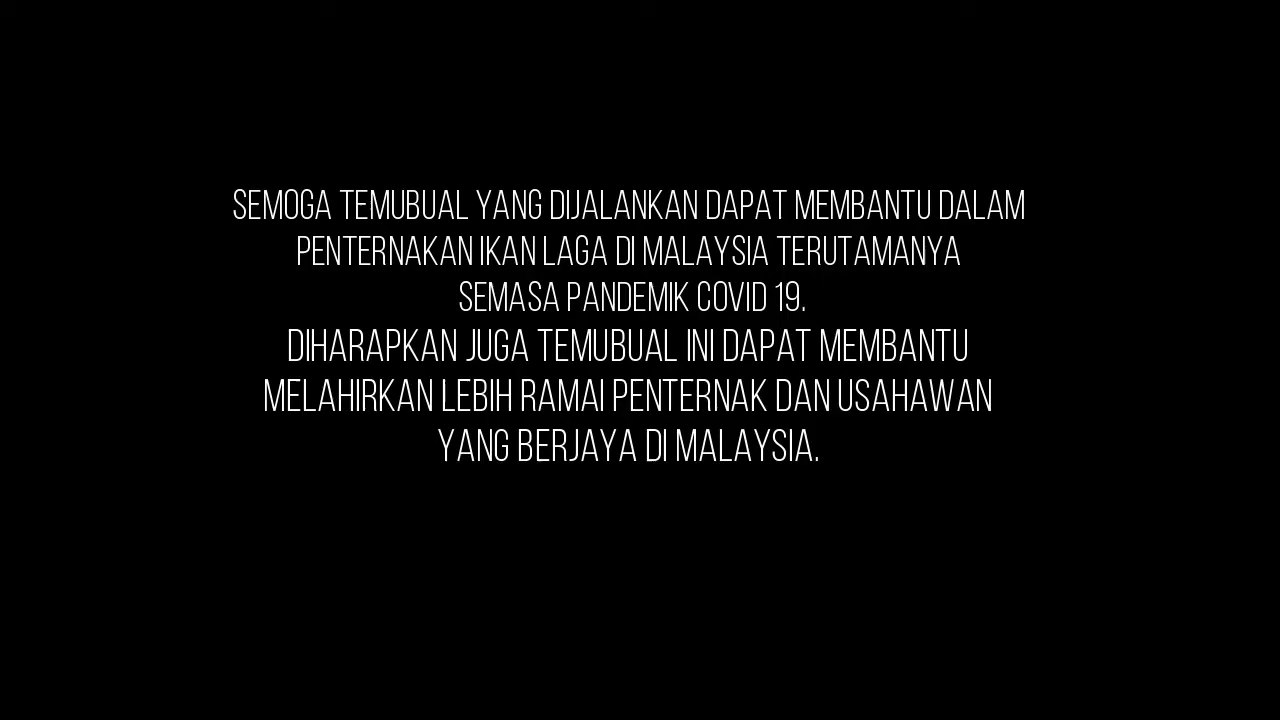 SEMOGA TEMUBUAL YANG DIJALANKAN DAPAT MEMBANTU DALAM
PENTERNAKAN IKAN LAGA DI MALAYSIA TERUTAMANYA
SEMASA PANDEMIK COVID 19.
DIHARAPKAN JUGA TEMUBUAL INI DAPAT MEMBANTU
MELAHIRKAN LEBIH RAMAI PENTERNAK DAN USAHAWAN
YANG BERJAYA DI MALAYSIA.